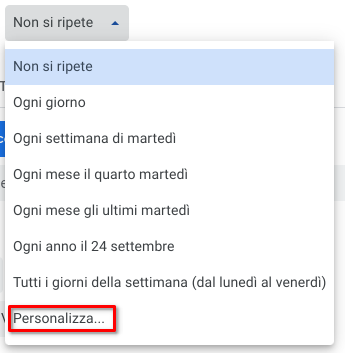 Non si ripete
Non si ripete
Ogni giorno
Ogni settimana di martedì
Ogni mese il quarto martedì
Ogni mese gli ultimi martedì
Ogni anno il 24 settembre
Tutti i giorni della settimana (dal lunedì al venerdì)
Personalizza...